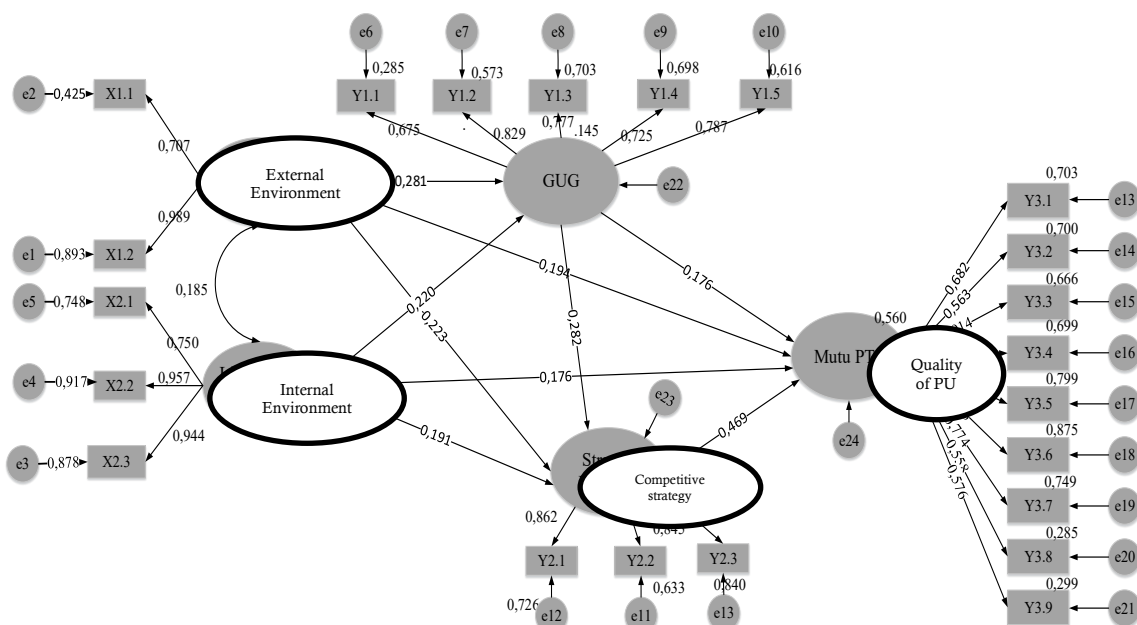 e6
e7
e8
e9
e10
0,285
0,573
0,703
0,698
0,616
e2
0,425
X1.1
Y1.1
Y1.2
Y1.3
Y1.4
Y1.5
0,675
0.829
0,777
.145
0,725
0,787
0,707
External
Environment
0,281
GUG
e22
0,989
e1
0,893
X1.2
e5
0,748
X2.1
0,185
0,220
0,223
0,194
0,176
0,282
0,750
e4
0,917
X2.2
0,957
Internal
Environment
0,176
0,944
e3
0,878
X2.3
0,191
e23
0,469
Competitive
strategy
0,862
Y2.1
Y2.2
Y2.3
0,726
0,633
0,840
e12
e11
e13
0,560
Mutu PT
Quality
of PU
e24
0,682
0,563
0,774
0,558
0,576
0,703
Y3.1
e13
0,700
Y3.2
e14
0,666
Y3.3
e15
0,699
Y3.4
e16
0,799
Y3.5
e17
0,875
Y3.6
e18
0,749
Y3.7
e19
0,285
Y3.8
e20
0,299
Y3.9
e21